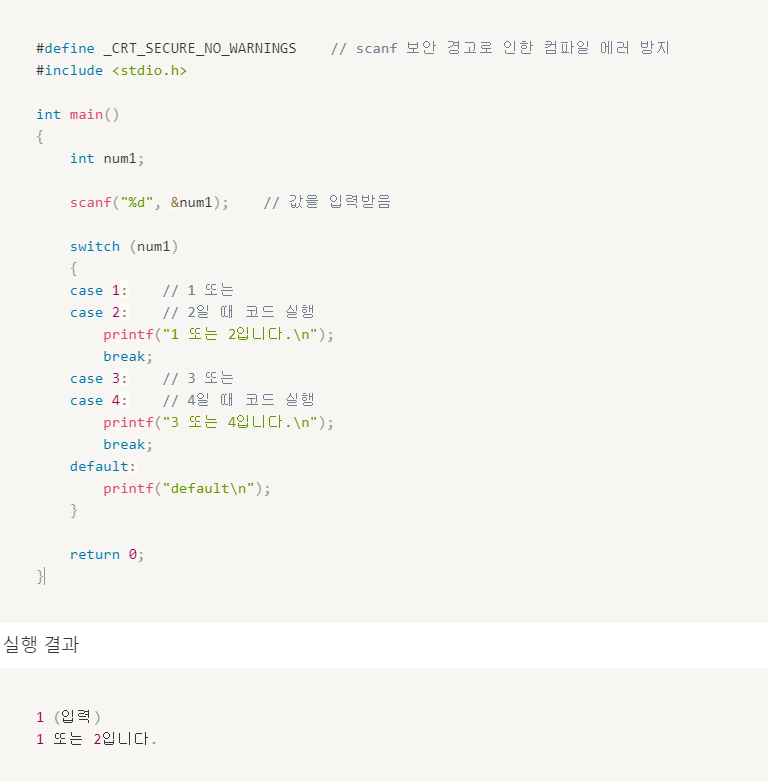 #define _CRT_SECURE_NO_WARNINGS    // scanf 보안 경고로 인한 컴파일 에러 방지
#include <stdio.h>
int main()
{
    int num1;
    scanf("%d", &num1);    // 값을 입력받음
    switch (num1)
    {
    case 1:    // 1 또는
    case 2:    // 2일 때 코드 실행
        printf("1 또는 2입니다.\n");
        break;
    case 3:    // 3 또는
    case 4:    // 4일 때 코드 실행
        printf("3 또는 4입니다.\n");
        break;
    default:
        printf("default\n");
    }
    return 0;
}
실행 결과
1 (입력)
1 또는 2입니다.